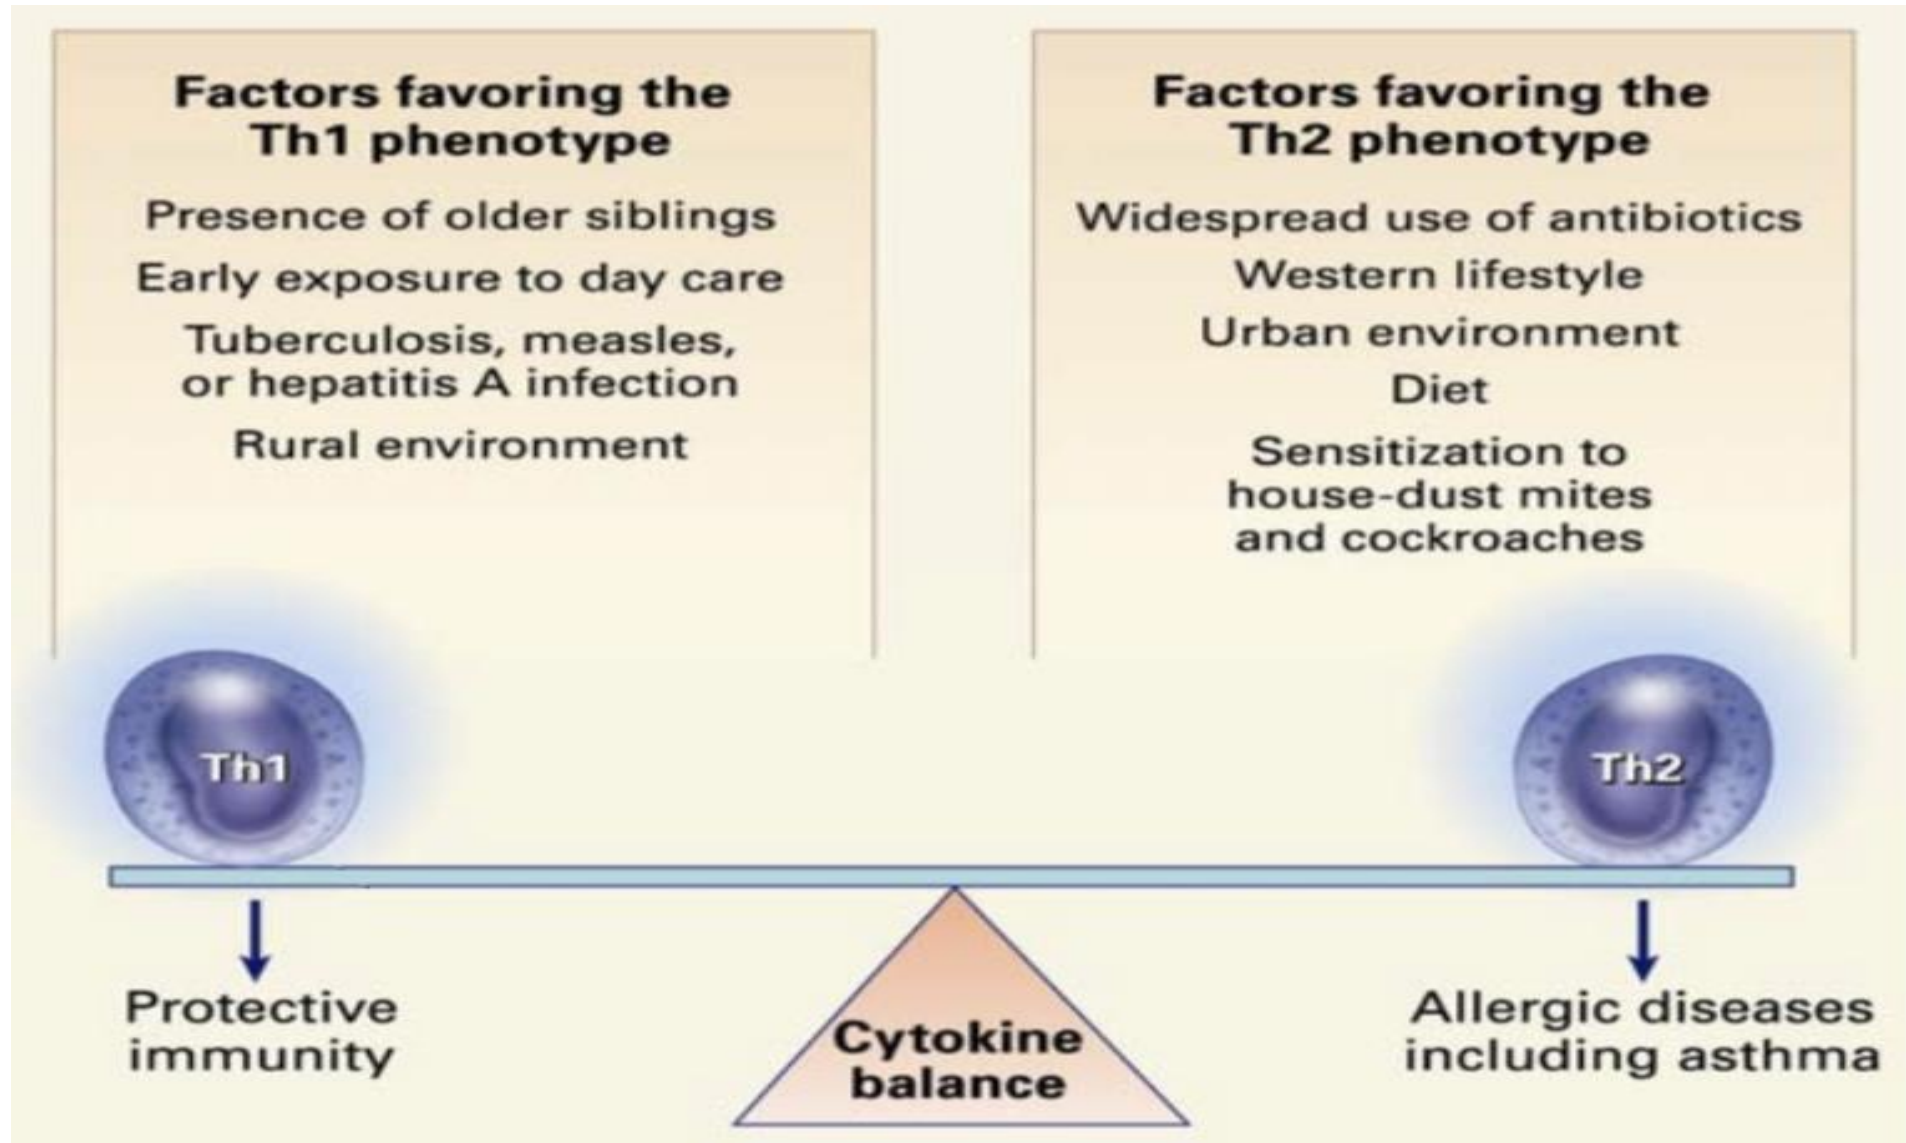 Factors favoring the
Th1 phenotype
Presence of older siblings
Early exposure to day care
Tuberculosis, measles,
or hepatitis A infection
Rural environment
Factors favoring the
Th2 phenotype
Widespread use of antibiotics
Western lifestyle
Urban environment
Diet
Sensitization to
house-dust mites
and cockroaches
Th1
Th2
Protective
immunity
Cytokine
balance
Allergic diseases
including asthma